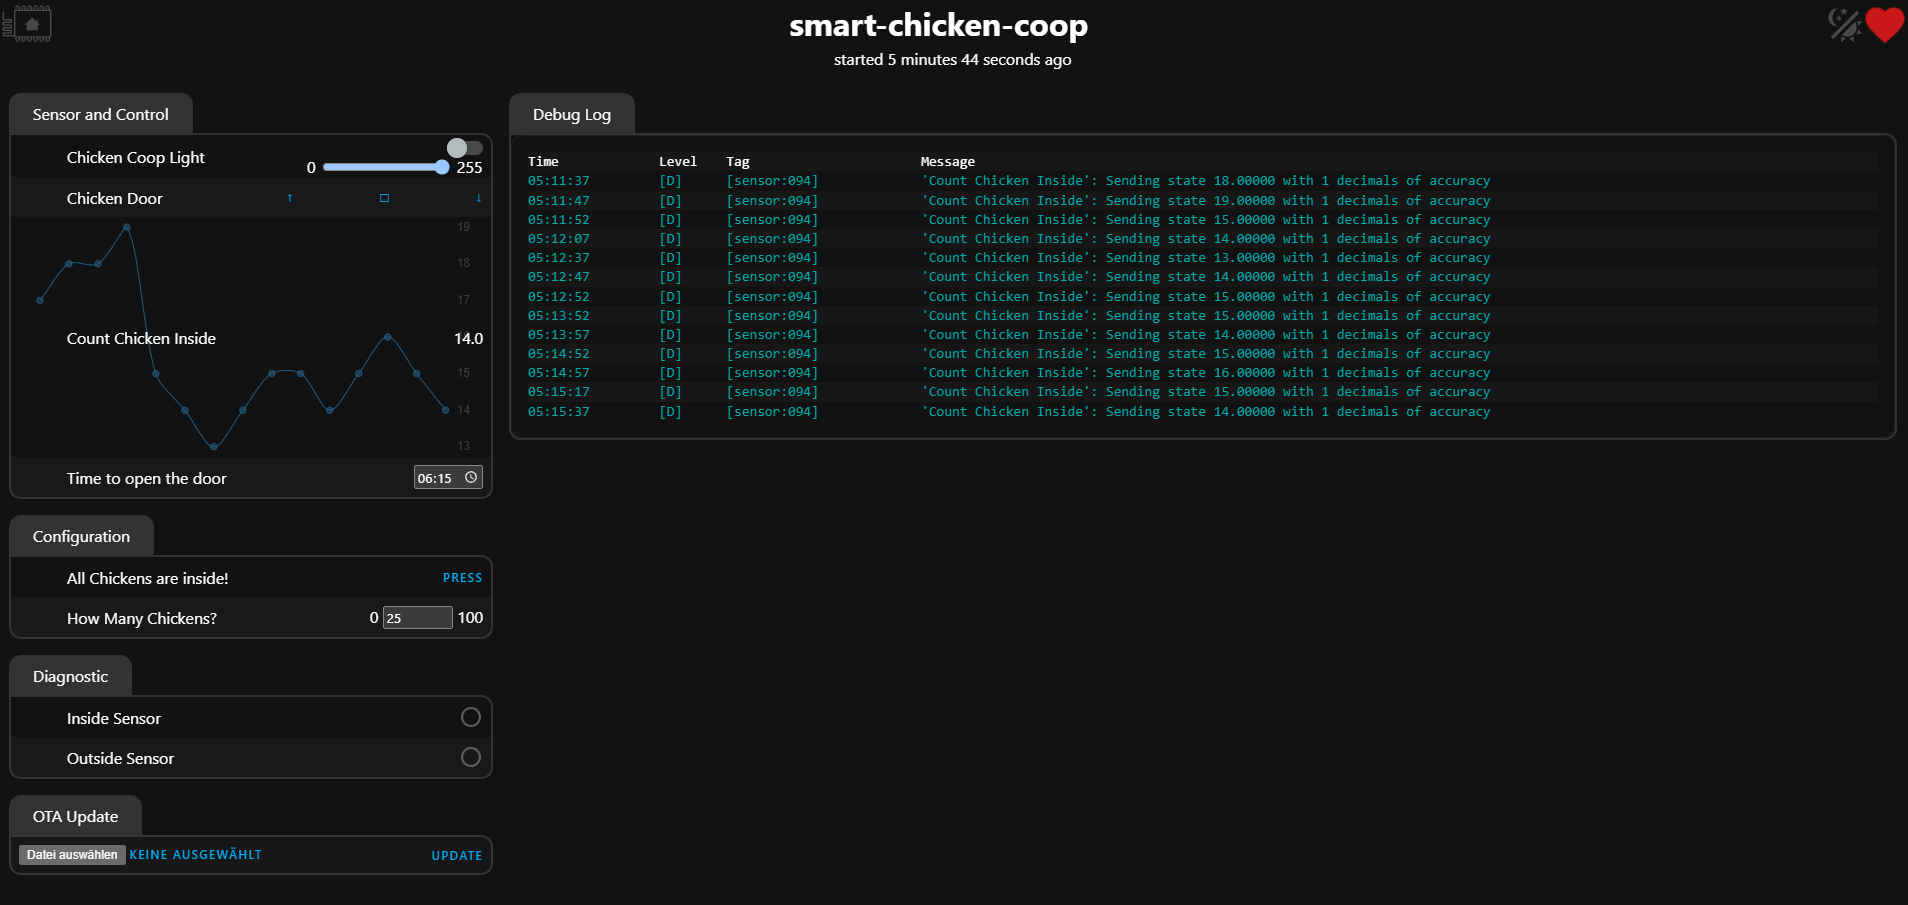 smart-chicken-coop
started 5 minutes 44 seconds ago
Sensor and Control
Chicken Coop Light
0 255
Chicken Door ↑ ☐ ↓
19
18
17
Count Chicken Inside 14.0
15
14
13
Time to open the door 06:15
Configuration
All Chickens are inside! PRESS
How Many Chickens? 0 25 100
Diagnostic
Inside Sensor
Outside Sensor
OTA Update
Datei auswählen KEINE AUSGEWÄHLT UPDATE
Debug Log
Time Level Tag Message
05:11:37 [D] [sensor:094] 'Count Chicken Inside': Sending state 18.00000 with 1 decimals of accuracy
05:11:47 [D] [sensor:094] 'Count Chicken Inside': Sending state 19.00000 with 1 decimals of accuracy
05:11:52 [D] [sensor:094] 'Count Chicken Inside': Sending state 15.00000 with 1 decimals of accuracy
05:12:07 [D] [sensor:094] 'Count Chicken Inside': Sending state 14.00000 with 1 decimals of accuracy
05:12:37 [D] [sensor:094] 'Count Chicken Inside': Sending state 13.00000 with 1 decimals of accuracy
05:12:47 [D] [sensor:094] 'Count Chicken Inside': Sending state 14.00000 with 1 decimals of accuracy
05:12:52 [D] [sensor:094] 'Count Chicken Inside': Sending state 15.00000 with 1 decimals of accuracy
05:13:52 [D] [sensor:094] 'Count Chicken Inside': Sending state 15.00000 with 1 decimals of accuracy
05:13:57 [D] [sensor:094] 'Count Chicken Inside': Sending state 14.00000 with 1 decimals of accuracy
05:14:52 [D] [sensor:094] 'Count Chicken Inside': Sending state 15.00000 with 1 decimals of accuracy
05:14:57 [D] [sensor:094] 'Count Chicken Inside': Sending state 16.00000 with 1 decimals of accuracy
05:15:17 [D] [sensor:094] 'Count Chicken Inside': Sending state 15.00000 with 1 decimals of accuracy
05:15:37 [D] [sensor:094] 'Count Chicken Inside': Sending state 14.00000 with 1 decimals of accuracy